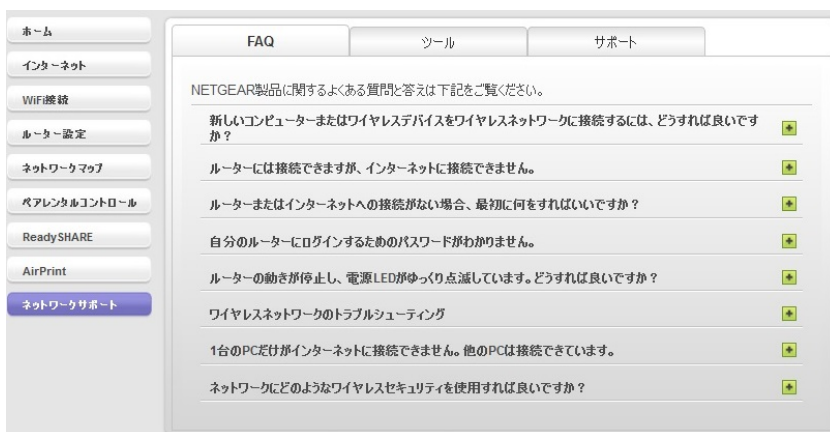 ホーム
インターネット
WiFi接続
ルーター設定
ネットワークマップ
ペアレンタルコントロール
ReadySHARE
AirPrint
ネットワークサポート
FAQ
ツール
サポート
NETGEAR製品に関するよくある質問と答えは下記をご覧ください。
新しいコンピューターまたはワイヤレスデバイスをワイヤレスネットワークに接続するには、どうすれば良いです
か?
ルーターには接続できますが、インターネットに接続できません。
ルーターまたはインターネットへの接続がない場合、最初に何をすればいいですか?
自分のルーターにログインするためのパスワードがわかりません。
ルーターの動きが停止し、電源LEDがゆっくり点滅しています。どうすれば良いですか?
ワイヤレスネットワークのトラブルシューティング
1台のPCだけがインターネットに接続できません。他のPCは接続できています。
ネットワークにどのようなワイヤレスセキュリティを使用すれば良いですか?